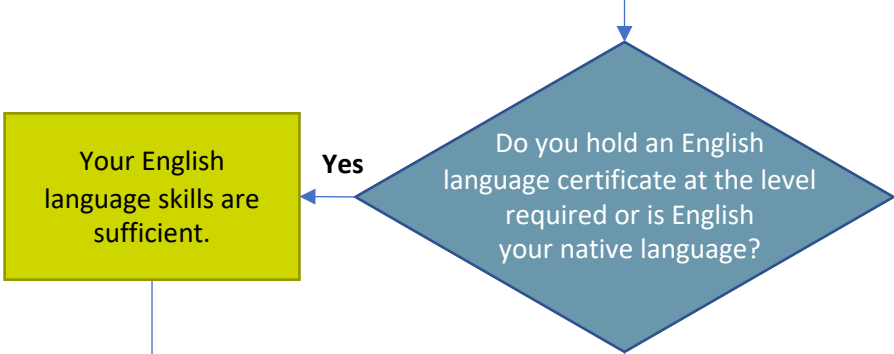 Your English
language skills are
sufficient.
Yes
Do you hold an English
language certificate at the level
required or is English
your native language?